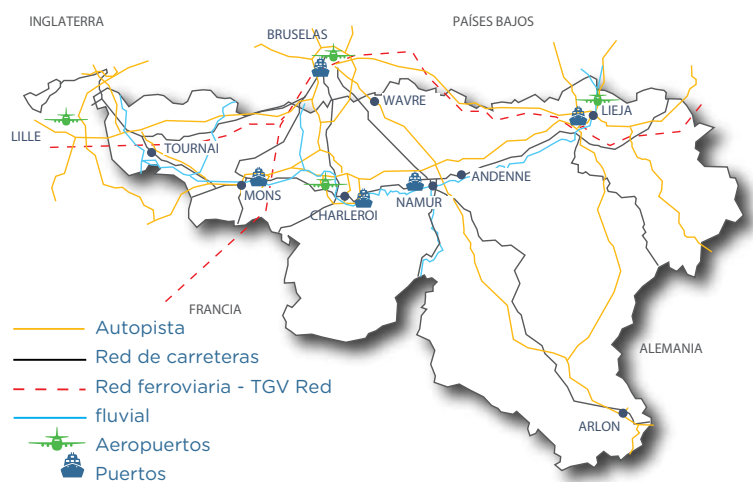 INGLATERRA
PAÍSES BAJOS
BRUSELAS
WAVRE
LIEJA
LILLE
TOURNAI
ANDENNE
MONS
CHARLEROI
NAMUR
FRANCIA
ALEMANIA
ARLON
Autopista
Red de carreteras
Red ferroviaria - TGV Red
fluvial
Aeropuertos
Puertos